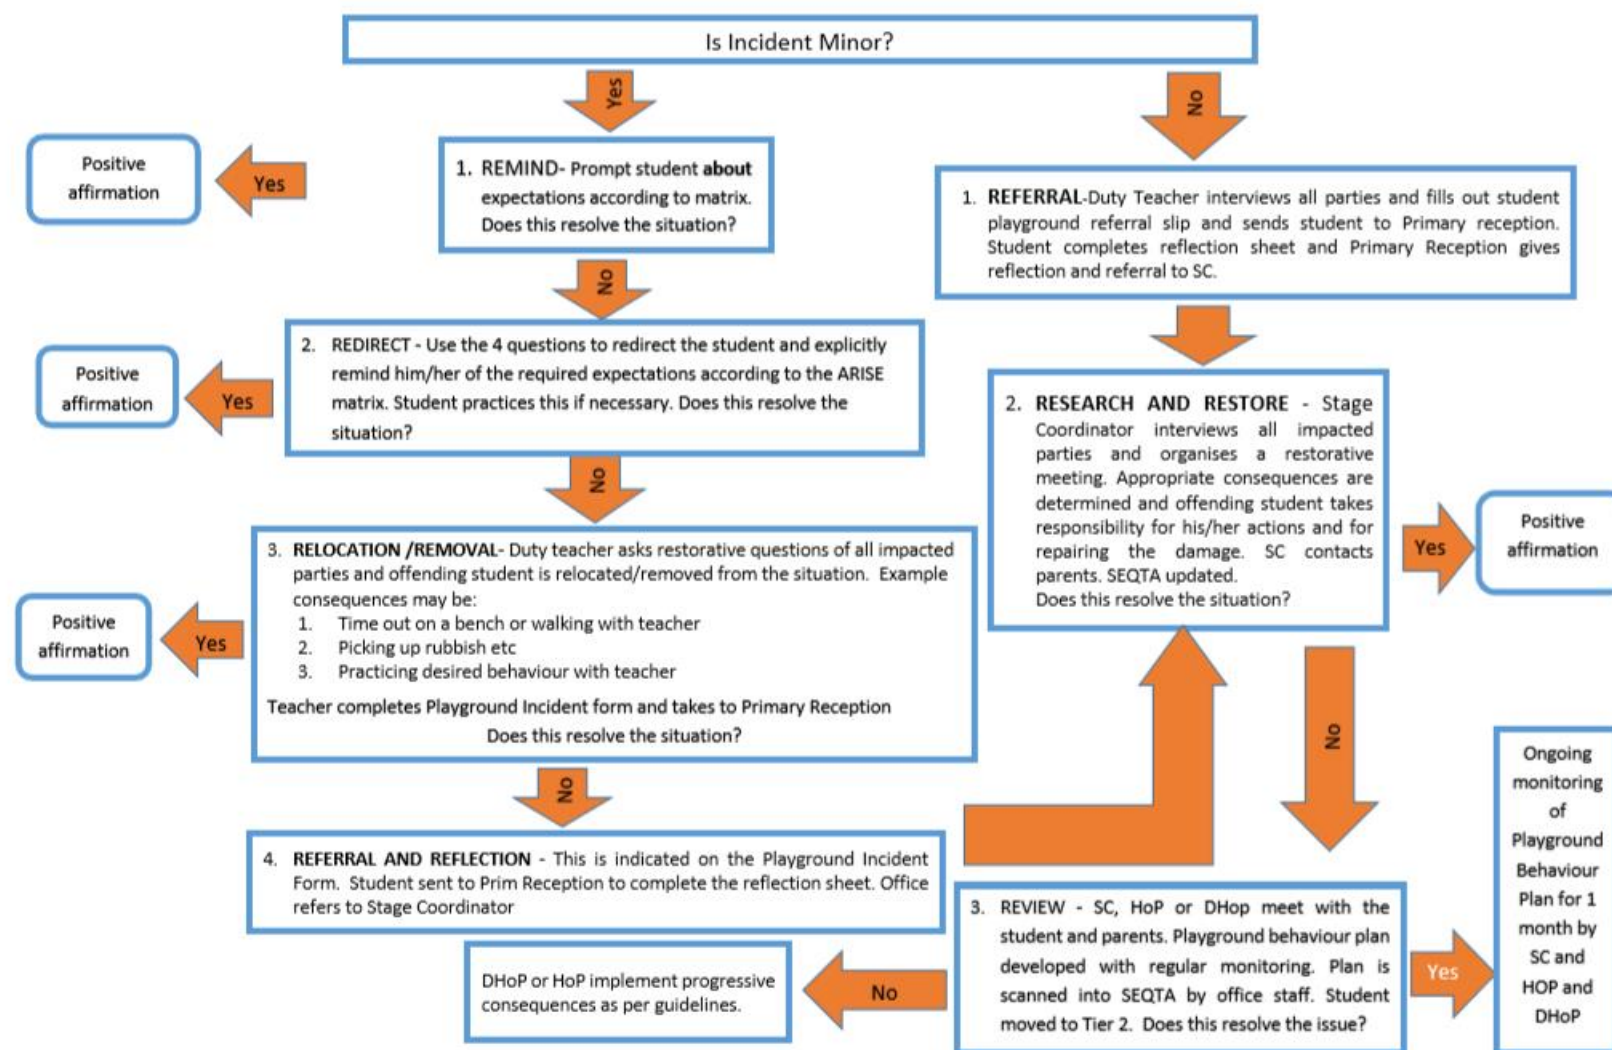 Is Incident Minor?
Yes
No
Positive
affirmation
Yes
1. REMIND- Prompt student about
expectations according to matrix.
Does this resolve the situation?
1. REFERRAL-Duty Teacher interviews all parties and fills out student
playground referral slip and sends student to Primary reception.
Student completes reflection sheet and Primary Reception gives
reflection and referral to SC.
No
Positive
affirmation
Yes
2. REDIRECT - Use the 4 questions to redirect the student and explicitly
remind him/her of the required expectations according to the ARISE
matrix. Student practices this if necessary. Does this resolve the
situation?
2. RESEARCH AND RESTORE - Stage
Coordinator interviews all impacted
parties and organises a restorative
meeting. Appropriate consequences are
determined and offending student takes
responsibility for his/her actions and for
repairing the damage. SC contacts
parents. SEQTA updated.
Does this resolve the situation?
Yes
Positive
affirmation
No
Positive
affirmation
Yes
3. RELOCATION /REMOVAL- Duty teacher asks restorative questions of all impacted
parties and offending student is relocated/removed from the situation. Example
consequences may be:
1. Time out on a bench or walking with teacher
2. Picking up rubbish etc
3. Practicing desired behaviour with teacher
Teacher completes Playground Incident form and takes to Primary Reception
Does this resolve the situation?
No
No
4. REFERRAL AND REFLECTION - This is indicated on the Playground Incident
Form. Student sent to Prim Reception to complete the reflection sheet. Office
refers to Stage Coordinator
3. REVIEW - SC, HoP or DHop meet with the
student and parents. Playground behaviour plan
developed with regular monitoring. Plan is
scanned into SEQTA by office staff. Student
moved to Tier 2. Does this resolve the issue?
Yes
Ongoing
monitoring
of
Playground
Behaviour
Plan for 1
month by
SC and
HOP and
DHoP
No
DHoP or HoP implement progressive
consequences as per guidelines.